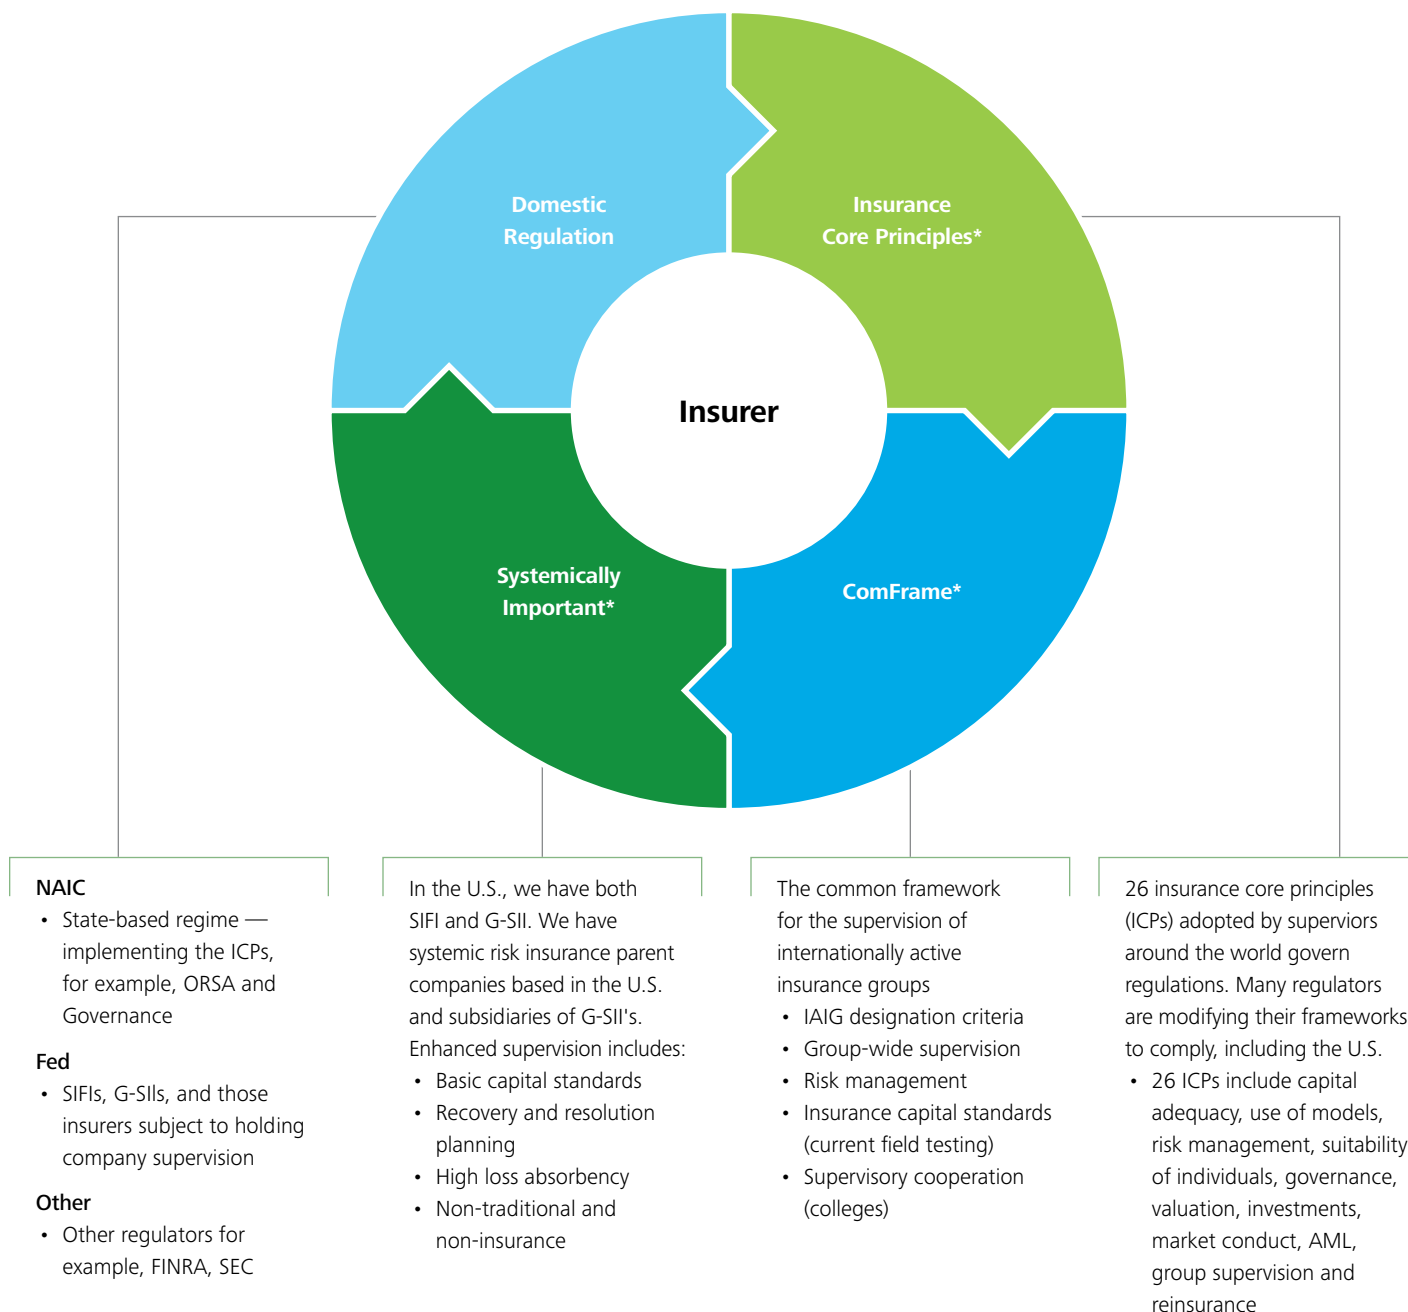 Domestic
Regulation
Insurance
Core Principles*
Insurer
Systemically
Important*
ComFrame*
NAIC
• State-based regime —
implementing the ICPs,
for example, ORSA and
Governance
Fed
• SIFIs, G-SIIs, and those
insurers subject to holding
company supervision
Other
• Other regulators for
example, FINRA, SEC
In the U.S., we have both
SIFI and G-SII. We have
systemic risk insurance parent
companies based in the U.S.
and subsidiaries of G-SII's.
Enhanced supervision includes:
• Basic capital standards
• Recovery and resolution
planning
• High loss absorbency
• Non-traditional and
non-insurance
The common framework
for the supervision of
internationally active
insurance groups
• IAIG designation criteria
• Group-wide supervision
• Risk management
• Insurance capital standards
(current field testing)
• Supervisory cooperation
(colleges)
26 insurance core principles
(ICPs) adopted by superviors
around the world govern
regulations. Many regulators
are modifying their frameworks
to comply, including the U.S.
• 26 ICPs include capital
adequacy, use of models,
risk management, suitability
of individuals, governance,
valuation, investments,
market conduct, AML,
group supervision and
reinsurance